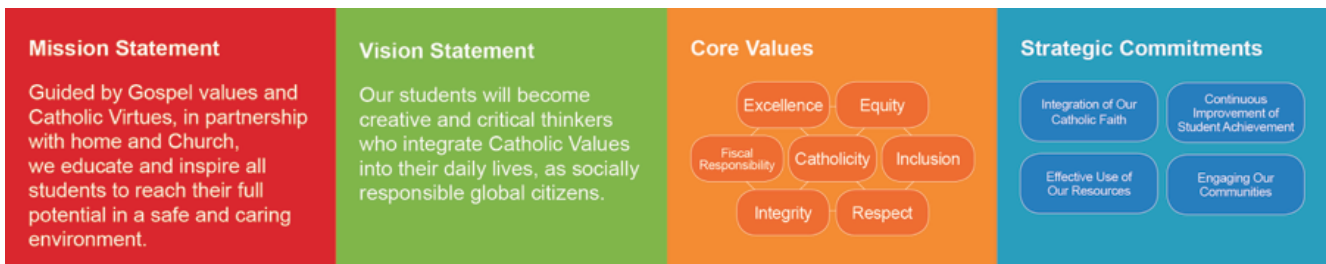 Mission Statement
Guided by Gospel values and
Catholic Virtues, in partnership
with home and Church,
we educate and inspire all
students to reach their full
potential in a safe and caring
environment.
Vision Statement
Our students will become
creative and critical thinkers
who integrate Catholic Values
into their daily lives, as socially
responsible global citizens.
Core Values
Excellence
Equity
Fiscal
Responsibility
Catholicity
Inclusion
Integrity
Respect
Strategic Commitments
Integration of Our
Catholic Faith
Continuous
Improvement of
Student Achievement
Effective Use of
Our Resources
Engaging Our
Communities